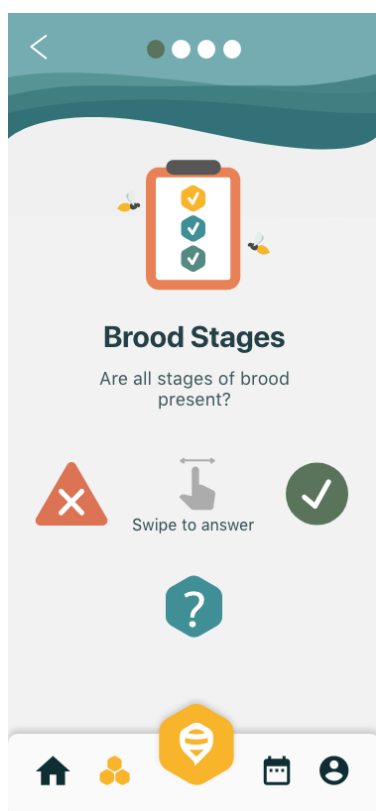 Brood Stages
Are all stages of brood
present?
Swipe to answer
?